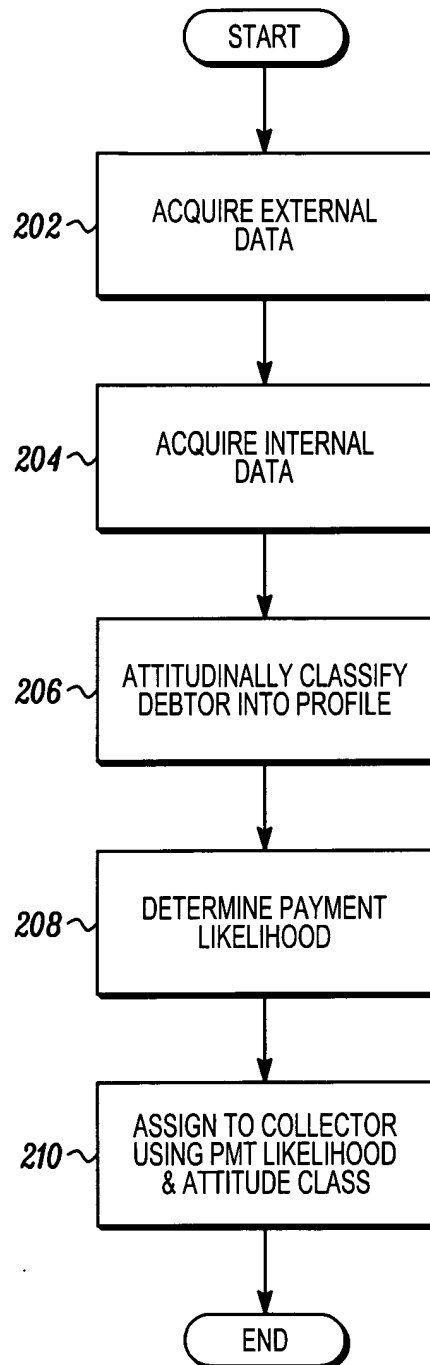 START
202
ACQUIRE EXTERNAL
DATA
204
ACQUIRE INTERNAL
DATA
206
ATTITUDINALLY CLASSIFY
DEBTOR INTO PROFILE
208
DETERMINE PAYMENT
LIKELIHOOD
210
ASSIGN TO COLLECTOR
USING PMT LIKELIHOOD
& ATTITUDE CLASS
END